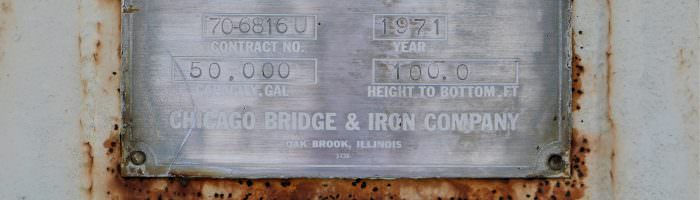 70-6816U 1971
CONTRACT NO. YEAR
50,000 100.0
CAPACITY, GAL. HEIGHT TO BOTTOM, FT
CHICAGO BRIDGE & IRON COMPANY
OAK BROOK, ILLINOIS